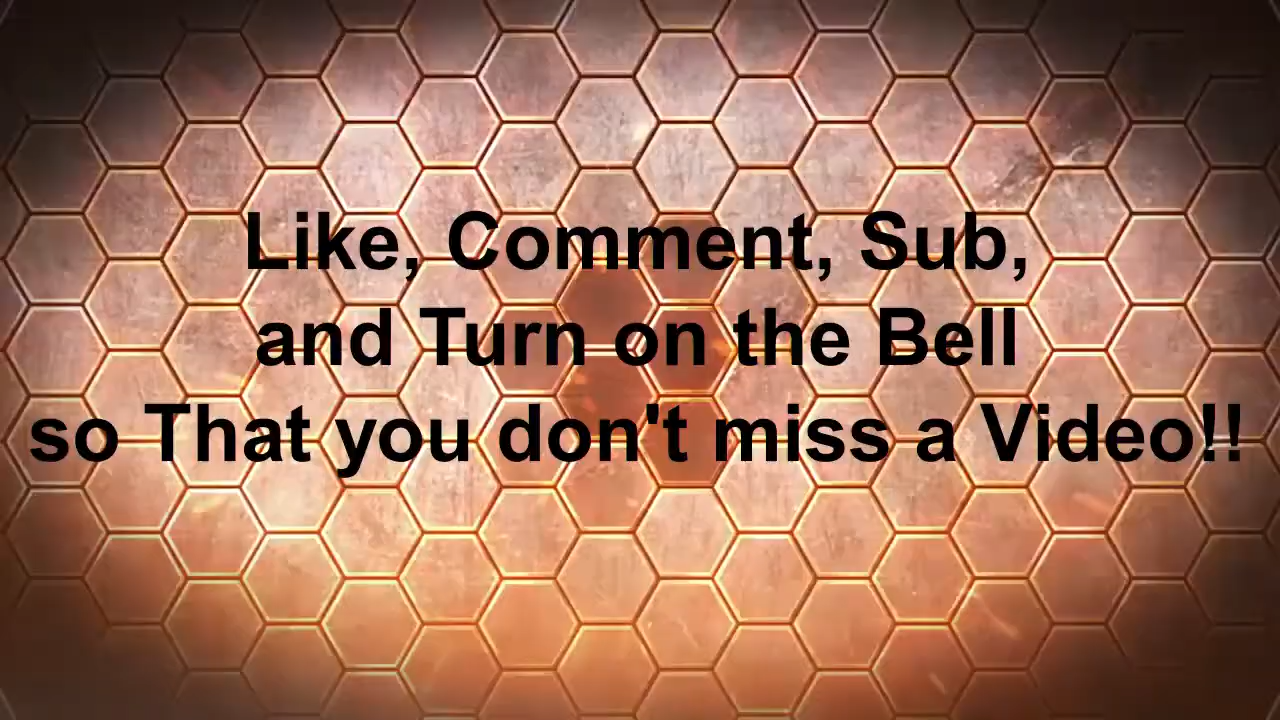 Like, Comment, Sub,
and Turn on the Bell
so That you don't miss a Video!!